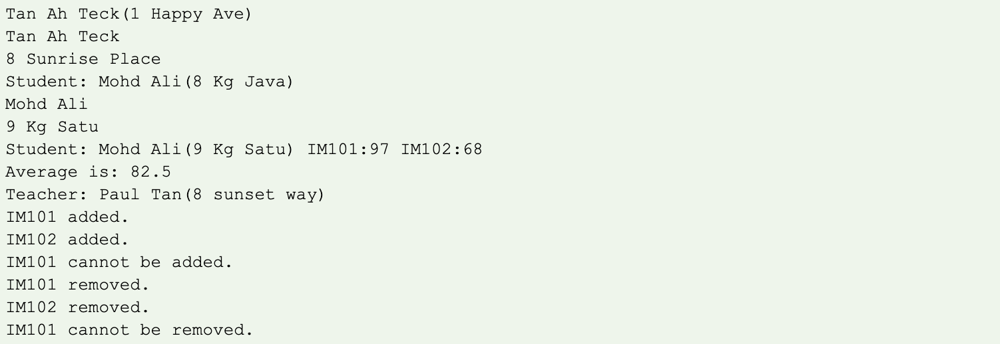 Tan Ah Teck(1 Happy Ave)
Tan Ah Teck
8 Sunrise Place
Student: Mohd Ali(8 Kg Java)
Mohd Ali
9 Kg Satu
Student: Mohd Ali(9 Kg Satu) IM101:97 IM102:68
Average is: 82.5
Teacher: Paul Tan(8 sunset way)
IM101 added.
IM102 added.
IM101 cannot be added.
IM101 removed.
IM102 removed.
IM101 cannot be removed.